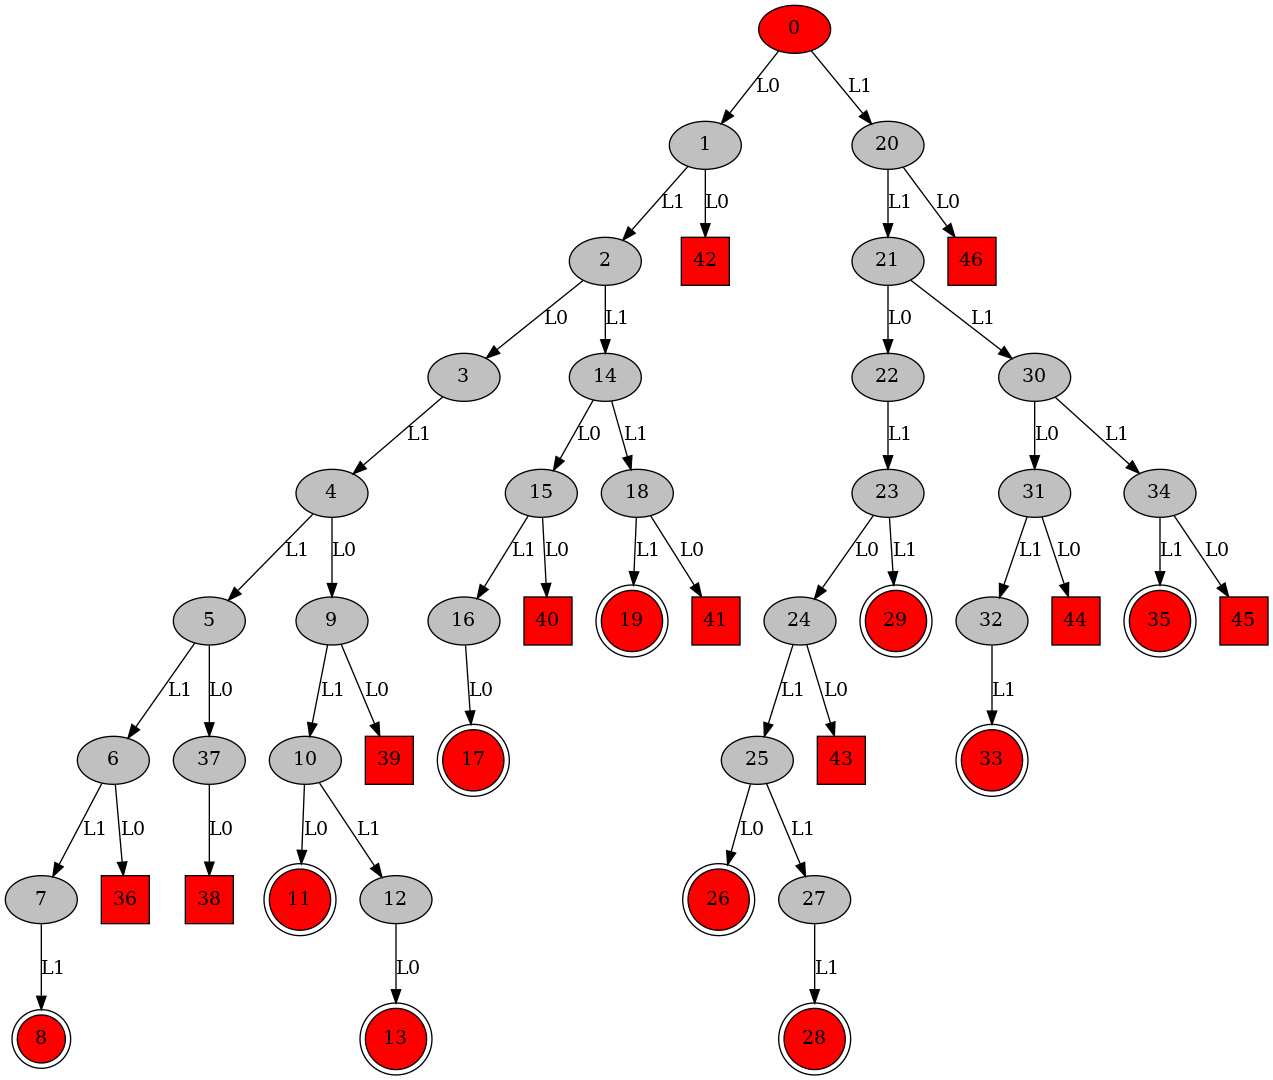 0
L0 L1
1 20
L1 L0 L1 L0
2 42 21 46
L0 L1 L0 L1
3 14 22 30
L1 L0 L1 L1 L0 L1
4 15 18 23 31 34
L1 L0 L1 L0 L1 L0 L0 L1 L1 L0 L1 L0
5 9 16 40 19 41 24 29 32 44 35 45
L1 L0 L1 L0 L0 L1 L0 L1
6 37 10 39 17 25 43 33
L1 L0 L0 L0 L1 L0 L1
7 36 38 11 12 26 27
L1 L0 L1
8 13 28